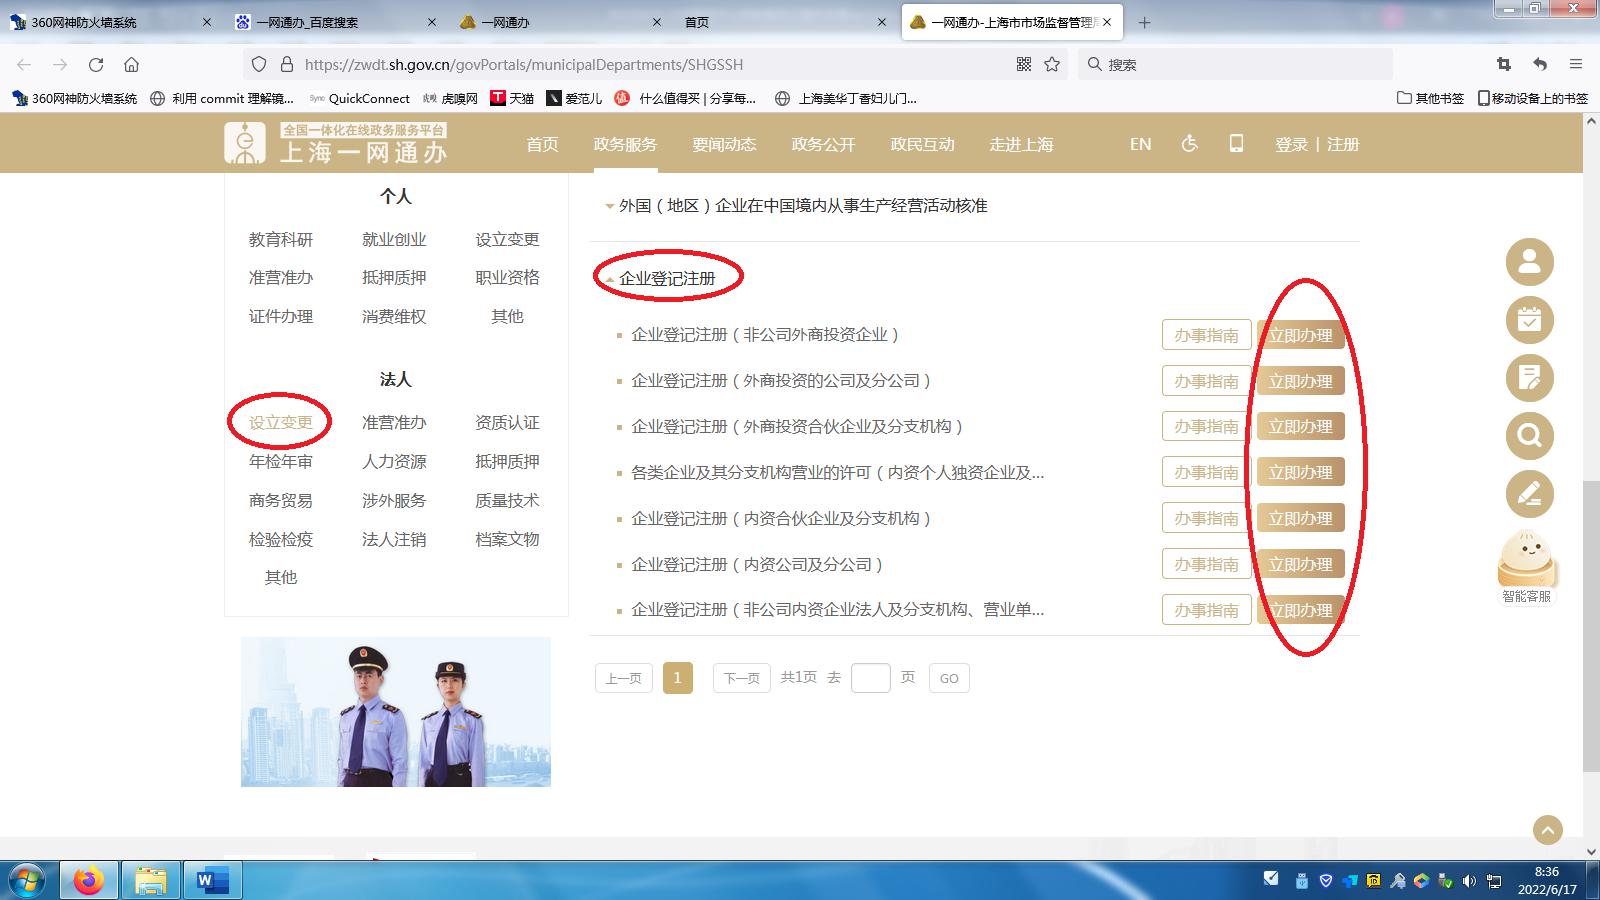 360网神防火墙系统
一网通办_百度搜索
一网通办
首页
一网通办-上海市市场监督管理局
https://zwdt.sh.gov.cn/govPortals/municipalDepartments/SHGSSH
搜索
360网神防火墙系统
利用 commit 理解镜...
Sync QuickConnect
虎嗅 虎嗅网
T 天猫
爱范儿
值 什么值得买 | 分享每...
上海美华丁香妇儿门...
其他书签
移动设备上的书签
全国一体化在线政务服务平台
上海一网通办
首页
政务服务
要闻动态
政务公开
政民互动
走进上海
EN
登录 | 注册
个人
教育科研 就业创业 设立变更
准营准办 抵押质押 职业资格
证件办理 消费维权 其他
法人
设立变更 准营准办 资质认证
年检年审 人力资源 抵押质押
商务贸易 涉外服务 质量技术
检验检疫 法人注销 档案文物
其他
外国（地区）企业在中国境内从事生产经营活动核准
企业登记注册
企业登记注册（非公司外商投资企业） 办事指南 立即办理
企业登记注册（外商投资的公司及分公司） 办事指南 立即办理
企业登记注册（外商投资合伙企业及分支机构） 办事指南 立即办理
各类企业及其分支机构营业的许可（内资个人独资企业及... 办事指南 立即办理
企业登记注册（内资合伙企业及分支机构） 办事指南 立即办理
企业登记注册（内资公司及分公司） 办事指南 立即办理
企业登记注册（非公司内资企业法人及分支机构、营业单... 办事指南 立即办理
上一页 1 下一页 共1页 去 页 GO
智能客服
8:36
2022/6/17